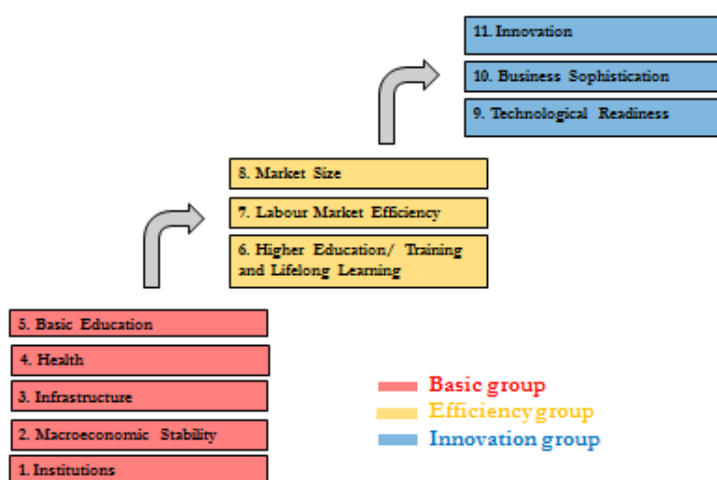 11. Innovation
10. Business Sophistication
9. Technological Readiness
8. Market Size
7. Labour Market Efficiency
6. Higher Education/ Training
and Lifelong Learning
5. Basic Education
4. Health
3. Infrastructure
2. Macroeconomic Stability
1. Institutions
Basic group
Efficiency group
Innovation group